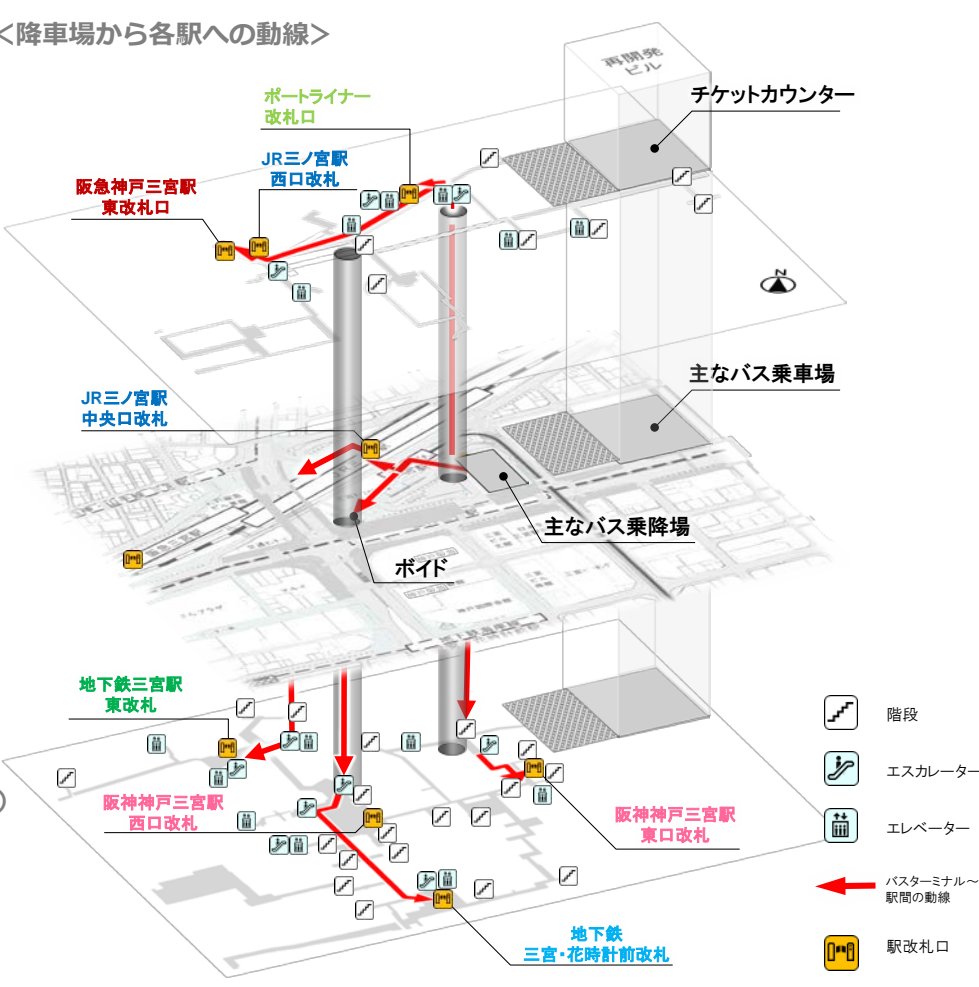 ＜降車場から各駅への動線＞
再開発
ビル
チケットカウンター
ポートライナー
改札口
JR三ノ宮駅
西口改札
阪急神戸三宮駅
東改札口
N
主なバス乗車場
JR三ノ宮駅
中央口改札
主なバス乗降場
ボイド
神戸国際会館
地下鉄三宮駅
東改札
阪神神戸三宮駅
西口改札
阪神神戸三宮駅
東口改札
地下鉄
三宮・花時計前改札
階段
エスカレーター
エレベーター
バスターミナル～
駅間の動線
駅改札口